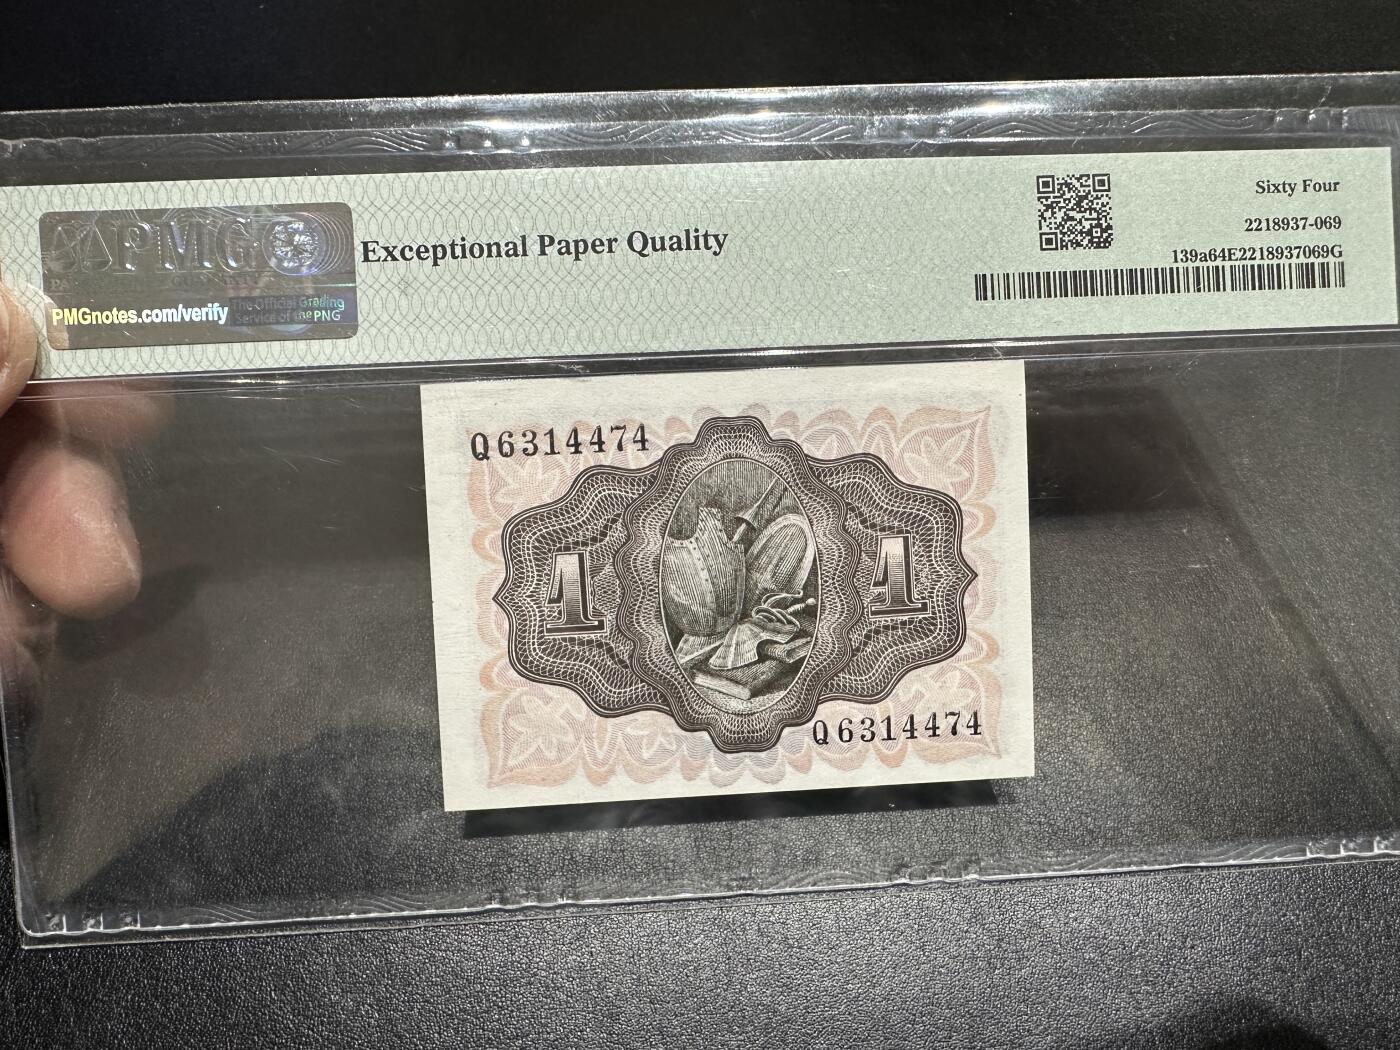 PMG
PMGnotes.com/verify
The Official Grading
Service of the PNG
Exceptional Paper Quality
Sixty Four
2218937-069
139a64E2218937069G
Q6314474
1
1
Q6314474